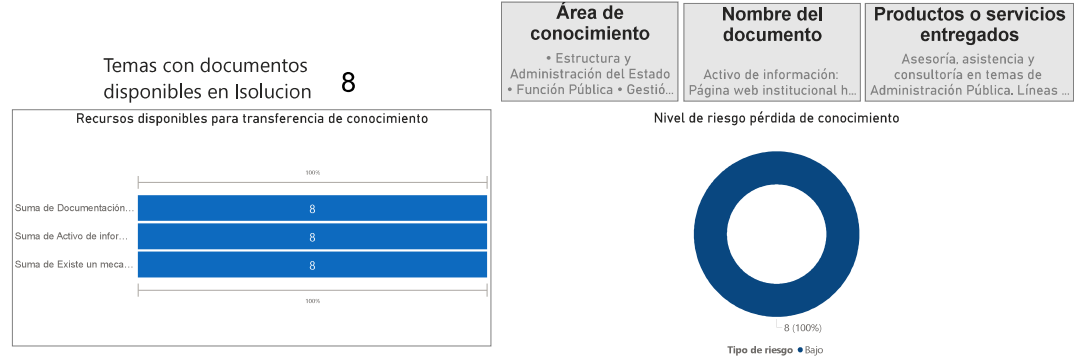 Temas con documentos
disponibles en Isolucion
8
Área de
conocimiento
• Estructura y
Administración del Estado
• Función Pública • Gestió...
Nombre del
documento
Activo de información:
Página web institucional h...
Productos o servicios
entregados
Asesoría, asistencia y
consultoría en temas de
Administración Pública. Líneas ...
Recursos disponibles para transferencia de conocimiento
100%
Suma de Documentación...
8
Suma de Activo de infor...
8
Suma de Existe un meca...
8
100%
Nivel de riesgo pérdida de conocimiento
8 (100%)
Tipo de riesgo Bajo